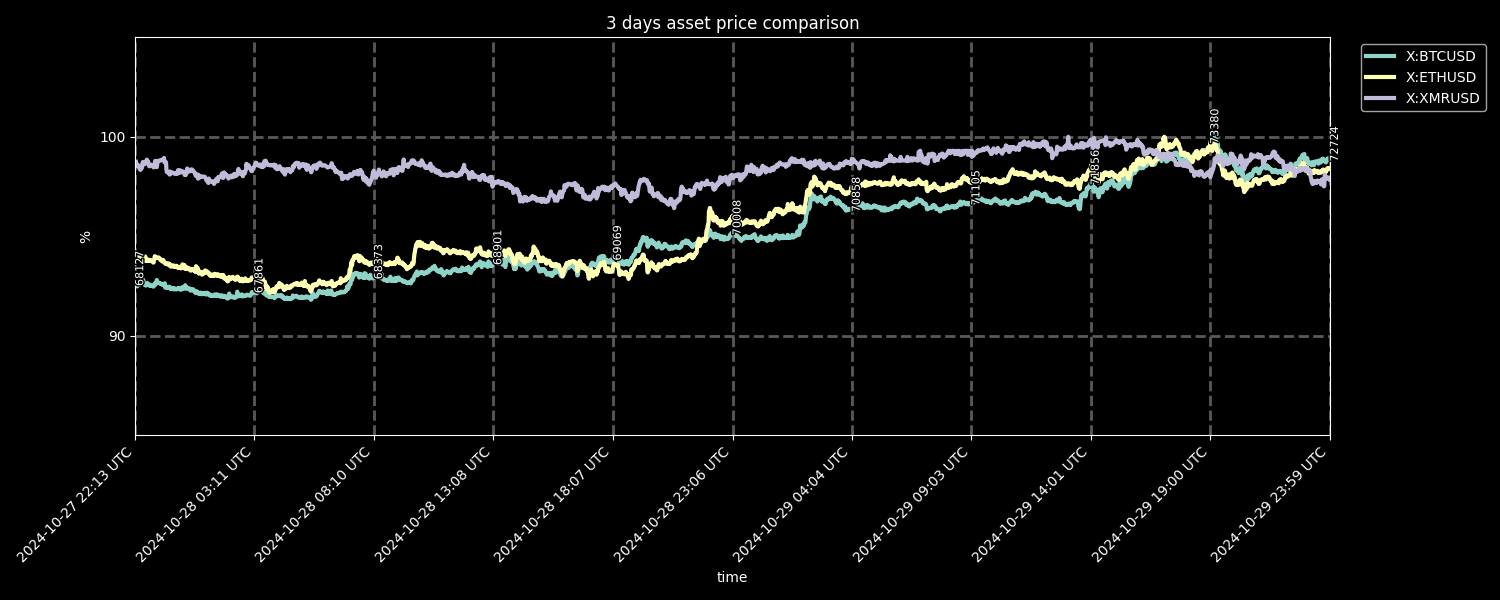 3 days asset price comparison
X:BTCUSD
X:ETHUSD
X:XMRUSD
%
100
90
67861
68373
68901
69069
70008
70858
71105
73380
72724
2024-10-27 22:13 UTC
2024-10-28 03:11 UTC
2024-10-28 08:10 UTC
2024-10-28 13:08 UTC
2024-10-28 18:07 UTC
2024-10-28 23:06 UTC
2024-10-29 04:04 UTC
2024-10-29 09:03 UTC
2024-10-29 14:01 UTC
2024-10-29 19:00 UTC
2024-10-29 23:59 UTC
time